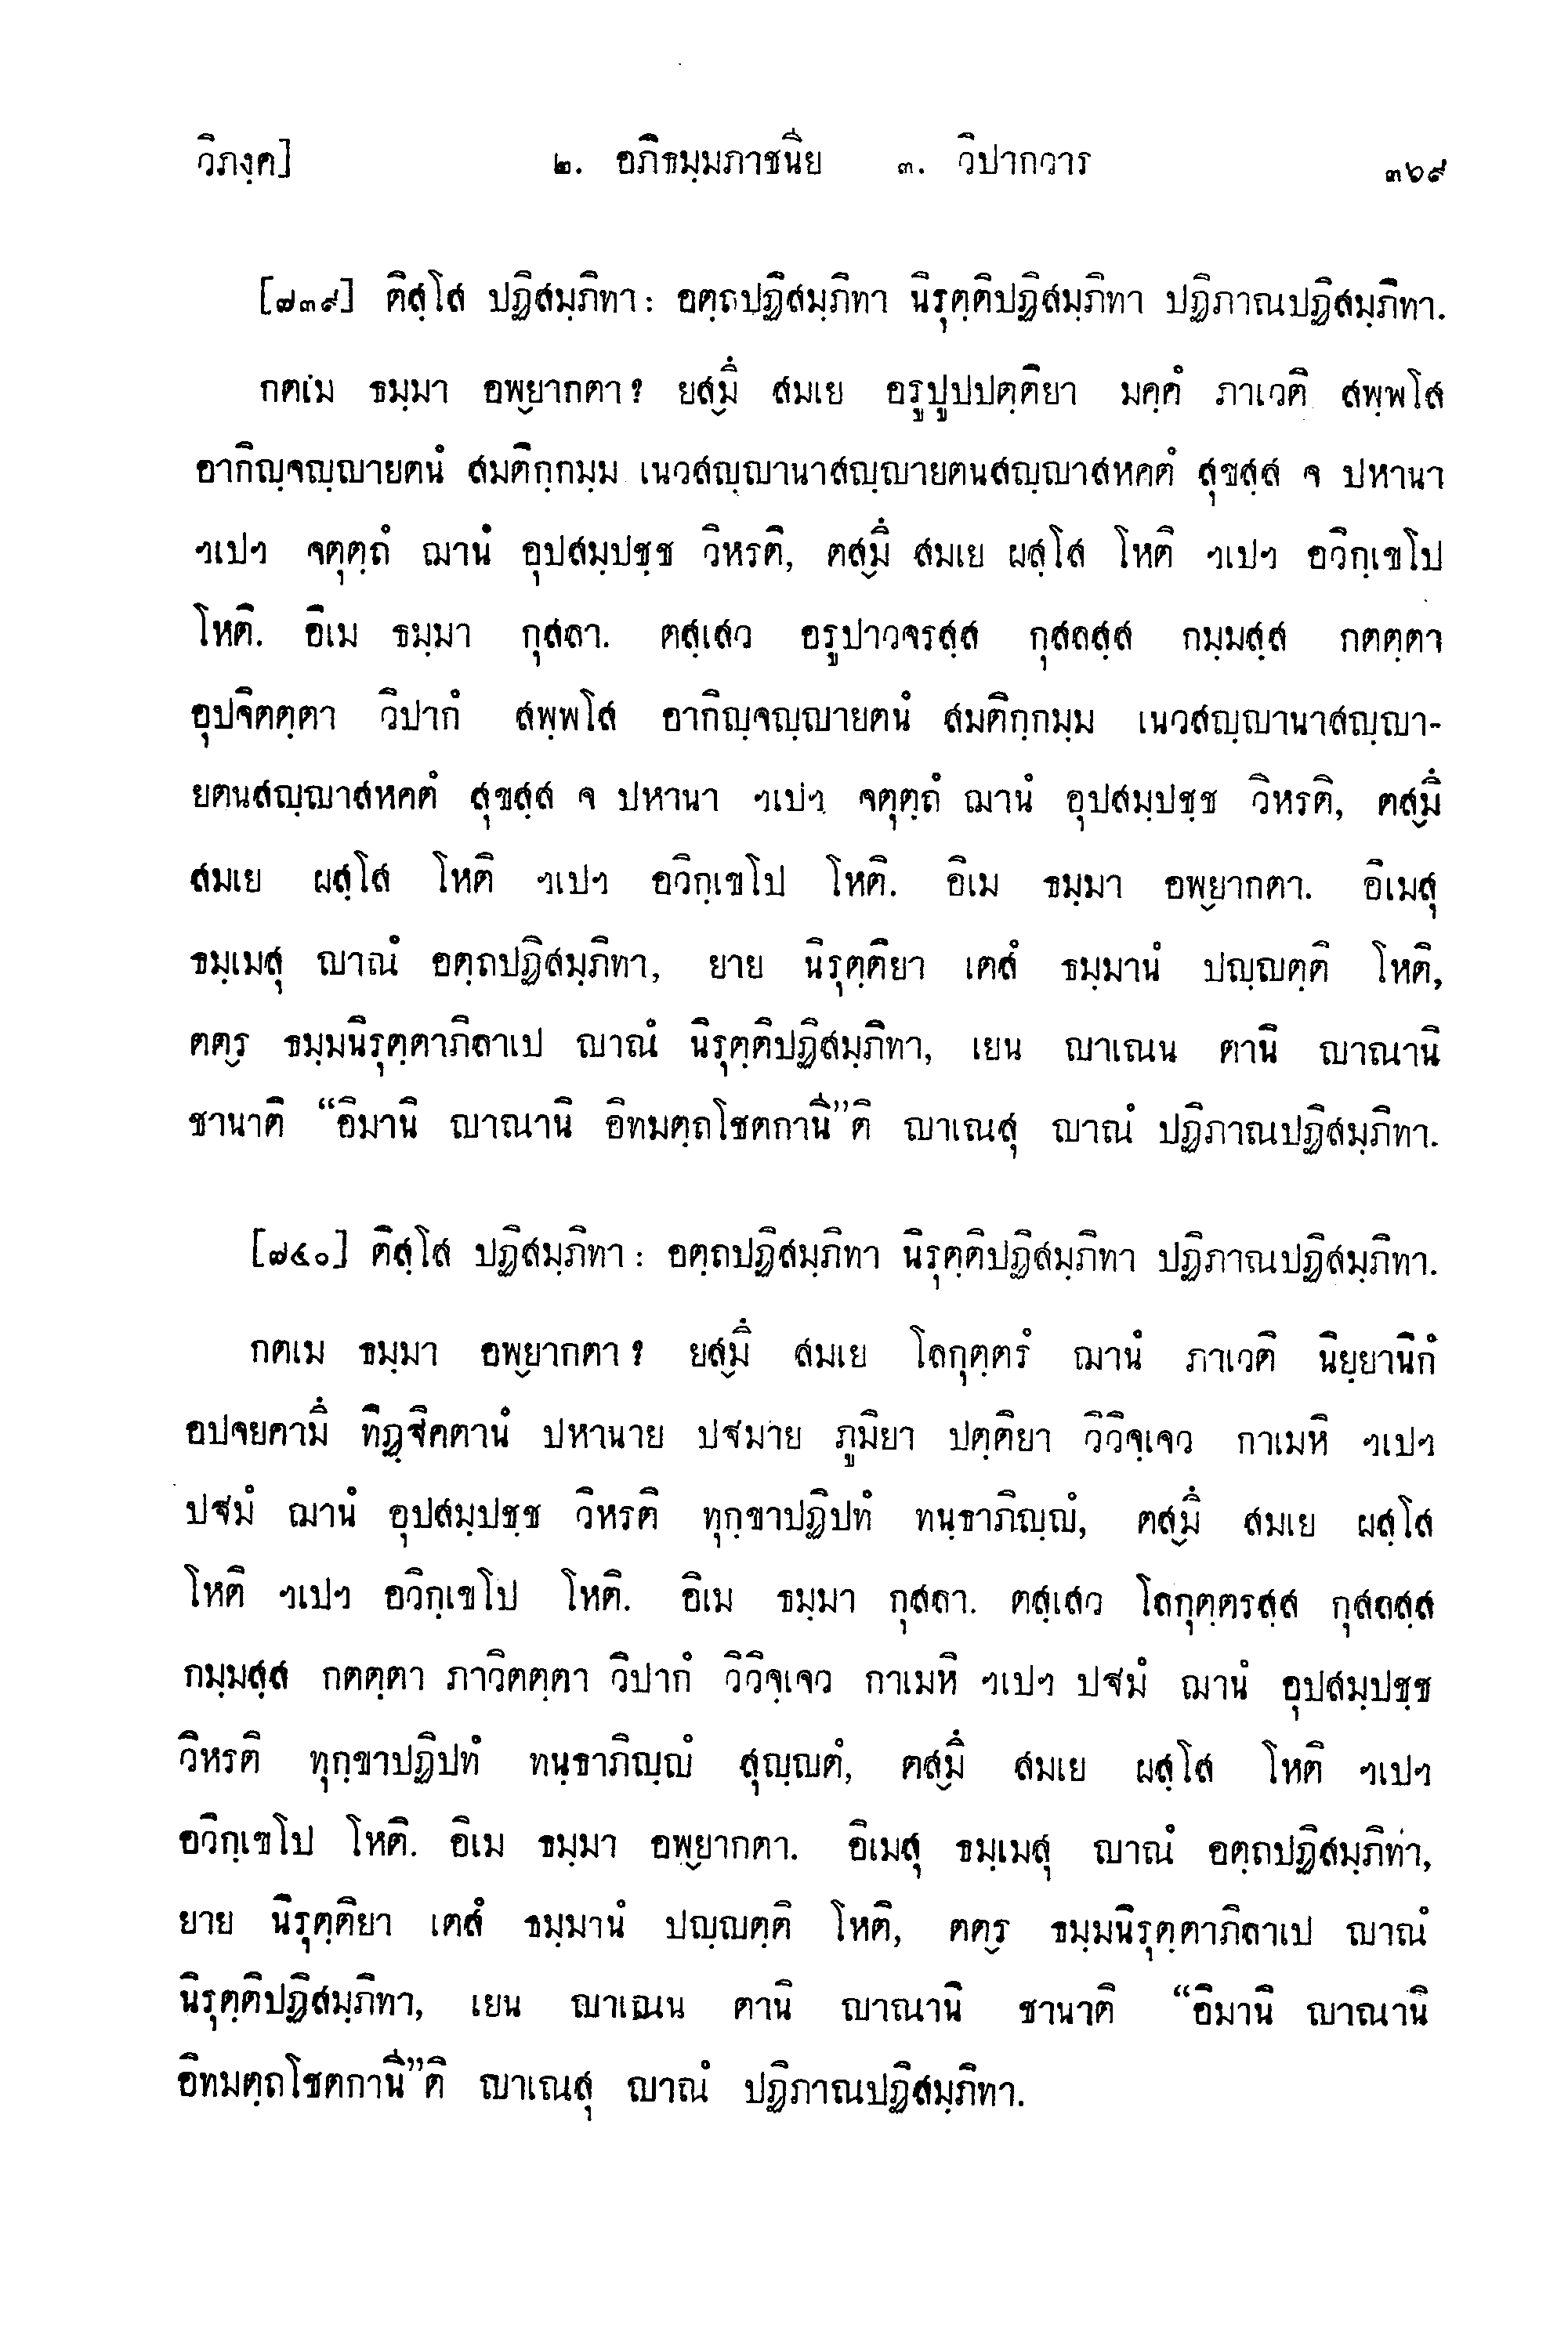 วิภงฺค] ๒. อภิธมฺมภาชนิย ๓. วิปากวาร ๓๖๙
[๗๓๙] ติสฺโส ปฏิสมฺภิทา: อตฺถปฏิสมฺภิทา นิรุตฺติปฏิสมฺภิทา ปฏิภาณปฏิสมฺภิทา.
กตเม ธมฺมา อพฺยากตา? ยสฺมึ สมเย อรูปูปปตฺติยา มคฺคํ ภาเวติ สพฺพโส
อากิญฺจญฺญายตนํ สมติกฺกมฺม เนวสญฺญานาสญฺญายตนสญฺญาสหคตํ สุขสฺส จ ปหานา
ฯเปฯ จตุตฺถํ ฌานํ อุปสมฺปชฺช วิหรติ, ตสฺมึ สมเย ผสฺโส โหติ ฯเปฯ อวิกฺเขโป
โหติ. อิเม ธมฺมา กุสลา. ตสฺเสว อรูปาวจรสฺส กุสลสฺส กมฺมสฺส กตตฺตา
อุปจิตตฺตา วิปากํ สพฺพโส อากิญฺจญฺญายตนํ สมติกฺกมฺม เนวสญฺญานาสญฺญา-
ยตนสญฺญาสหคตํ สุขสฺส จ ปหานา ฯเปฯ จตุตฺถํ ฌานํ อุปสมฺปชฺช วิหรติ, ตสฺมึ
สมเย ผสฺโส โหติ ฯเปฯ อวิกฺเขโป โหติ. อิเม ธมฺมา อพฺยากตา. อิเมสุ
ธมฺเมสุ ญาณํ อตฺถปฏิสมฺภิทา, ยาย นิรุตฺติยา เตสํ ธมฺมานํ ปญฺญตฺติ โหติ,
ตตฺร ธมฺมนิรุตฺตาภิลาเป ญาณํ นิรุตฺติปฏิสมฺภิทา, เยน ญาเณน ตานิ ญาณานิ
ชานาติ “อิมานิ ญาณานิ อิทมตฺถโชตกานี”ติ ญาเณสุ ญาณํ ปฏิภาณปฏิสมฺภิทา.
[๗๔๐] ติสฺโส ปฏิสมฺภิทา: อตฺถปฏิสมฺภิทา นิรุตฺติปฏิสมฺภิทา ปฏิภาณปฏิสมฺภิทา.
กตเม ธมฺมา อพฺยากตา? ยสฺมึ สมเย โลกุตฺตรํ ฌานํ ภาเวติ นิยฺยานิกํ
อปจยคามึ ทิฏฺฐิคตานํ ปหานาย ปฐมาย ภูมิยา ปตฺติยา วิวิจฺเจว กาเมหิ ฯเปฯ
ปฐมํ ฌานํ อุปสมฺปชฺช วิหรติ ทุกฺขาปฏิปทํ ทนฺธาภิญฺญํ, ตสฺมึ สมเย ผสฺโส
โหติ ฯเปฯ อวิกฺเขโป โหติ. อิเม ธมฺมา กุสลา. ตสฺเสว โลกุตฺตรสฺส กุสลสฺส
กมฺมสฺส กตตฺตา ภาวิตตฺตา วิปากํ วิวิจฺเจว กาเมหิ ฯเปฯ ปฐมํ ฌานํ อุปสมฺปชฺช
วิหรติ ทุกฺขาปฏิปทํ ทนฺธาภิญฺญํ สุญฺญตํ, ตสฺมึ สมเย ผสฺโส โหติ ฯเปฯ
อวิกฺเขโป โหติ. อิเม ธมฺมา อพฺยากตา. อิเมสุ ธมฺเมสุ ญาณํ อตฺถปฏิสมฺภิทา,
ยาย นิรุตฺติยา เตสํ ธมฺมานํ ปญฺญตฺติ โหติ, ตตฺร ธมฺมนิรุตฺตาภิลาเป ญาณํ
นิรุตฺติปฏิสมฺภิทา, เยน ญาเณน ตานิ ญาณานิ ชานาติ “อิมานิ ญาณานิ
อิทมตฺถโชตกานี”ติ ญาเณสุ ญาณํ ปฏิภาณปฏิสมฺภิทา.